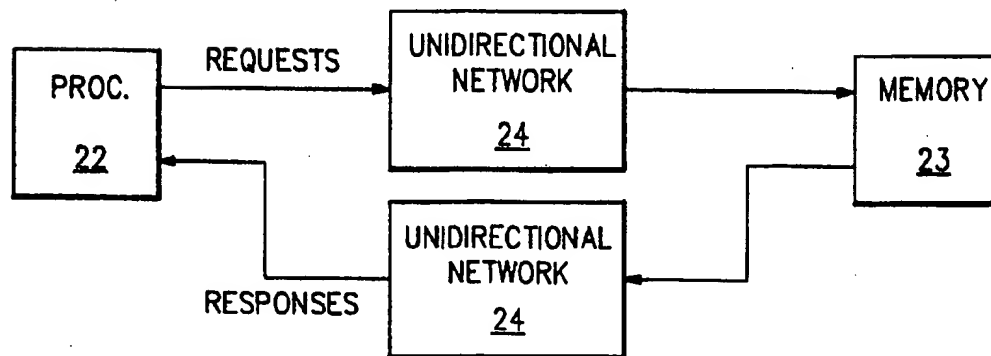 PROC.
22
REQUESTS
UNIDIRECTIONAL
NETWORK
24
MEMORY
23
UNIDIRECTIONAL
NETWORK
24
RESPONSES